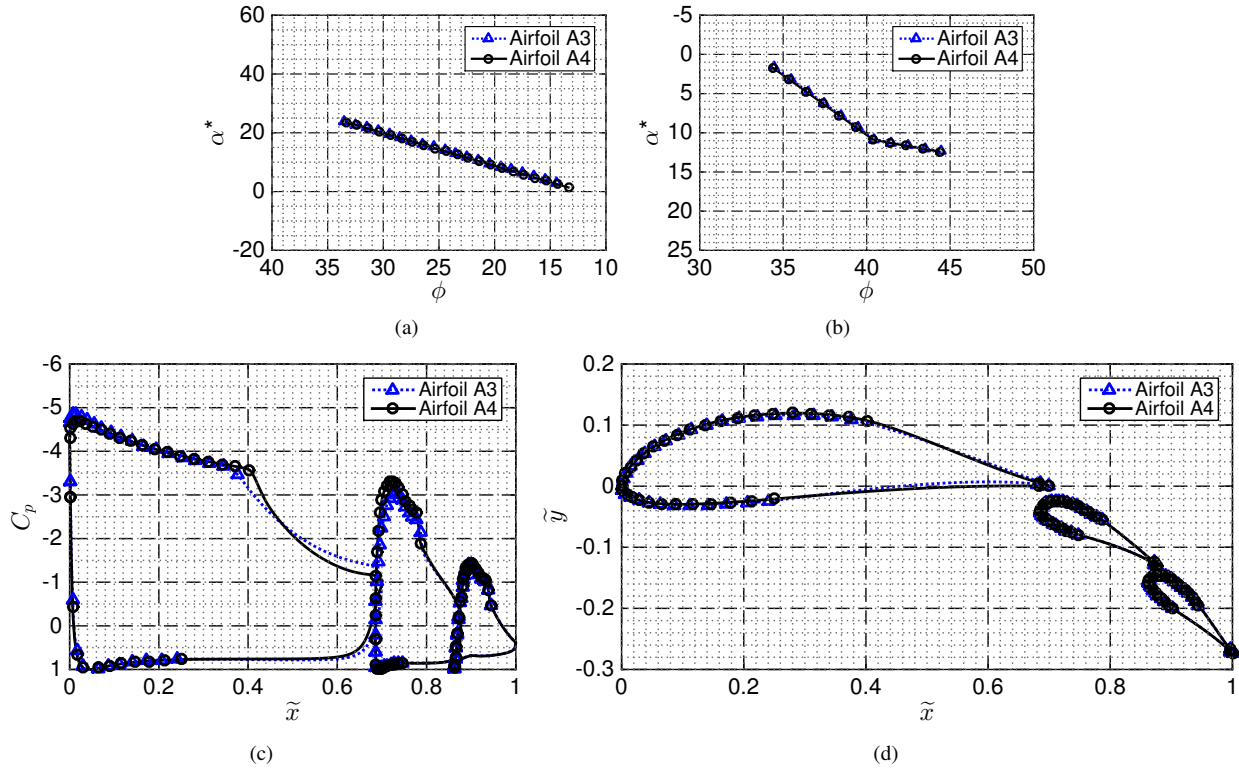 60
40
20
0
-20
40 35 30 25 20 15 10
α*
ϕ
Airfoil A3
Airfoil A4
(a)
-5
0
5
10
15
20
25
30 35 40 45 50
α*
ϕ
Airfoil A3
Airfoil A4
(b)
-6
-5
-4
-3
-2
-1
0
1
0 0.2 0.4 0.6 0.8 1
C_p
x̃
Airfoil A3
Airfoil A4
(c)
0.2
0.1
0
-0.1
-0.2
-0.3
0 0.2 0.4 0.6 0.8 1
ỹ
x̃
Airfoil A3
Airfoil A4
(d)